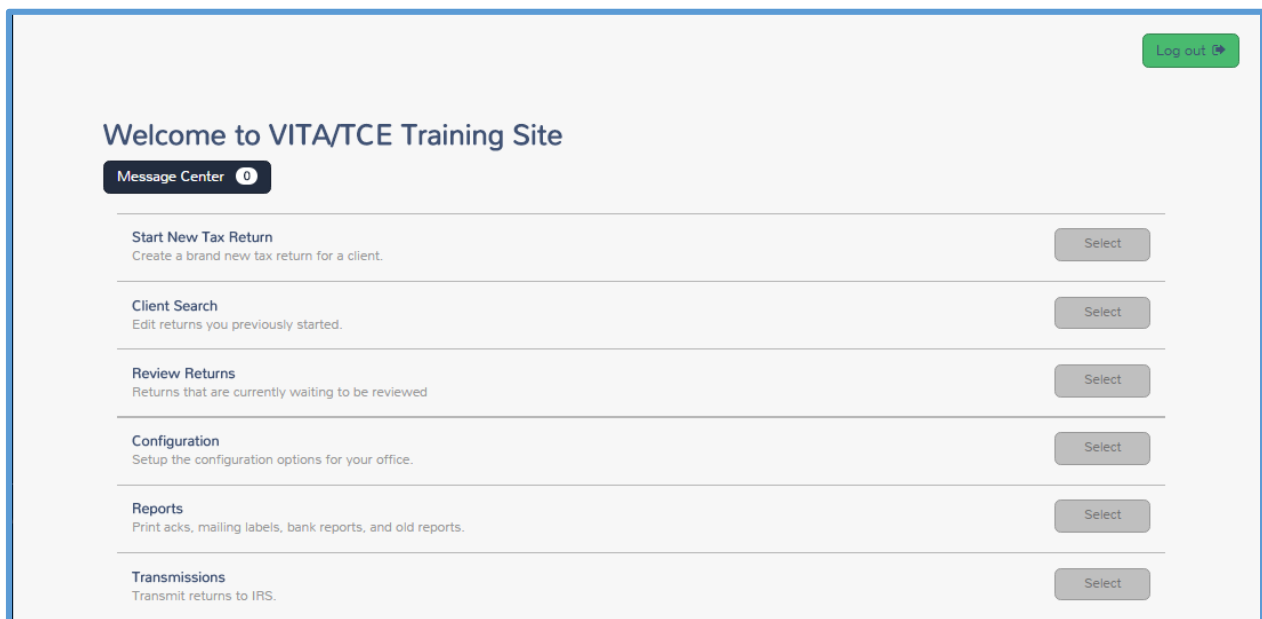 Log out
Welcome to VITA/TCE Training Site
Message Center 0
Start New Tax Return
Create a brand new tax return for a client.
Select
Client Search
Edit returns you previously started.
Select
Review Returns
Returns that are currently waiting to be reviewed
Select
Configuration
Setup the configuration options for your office.
Select
Reports
Print acks, mailing labels, bank reports, and old reports.
Select
Transmissions
Transmit returns to IRS.
Select